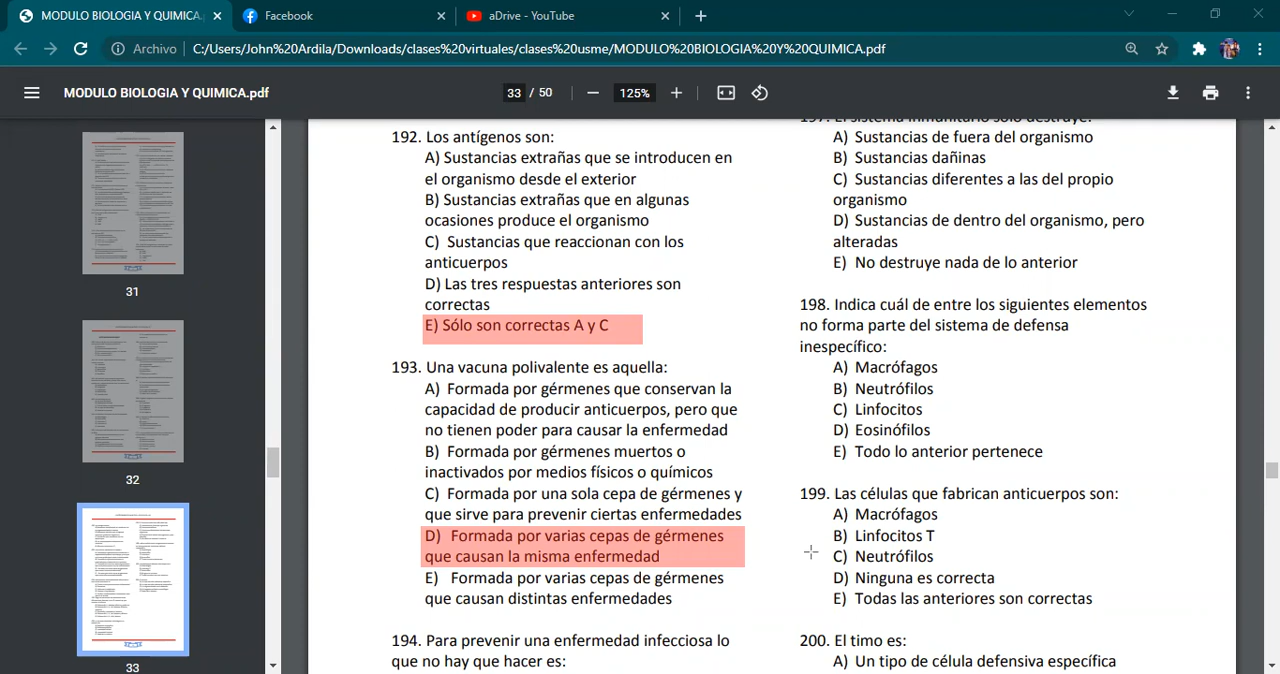 MODULO BIOLOGIA Y QUIMICA.p
Facebook
aDrive - YouTube
Archivo
C:/Users/John%20Ardila/Downloads/clases%20virtuales/clases%20usme/MODULO%20BIOLOGIA%20Y%20QUIMICA.pdf
MODULO BIOLOGIA Y QUIMICA.pdf
33 / 50
125%
31
32
33
192. Los antígenos son:
A) Sustancias extrañas que se introducen en
el organismo desde el exterior
B) Sustancias extrañas que en algunas
ocasiones produce el organismo
C) Sustancias que reaccionan con los
anticuerpos
D) Las tres respuestas anteriores son
correctas
E) Sólo son correctas A y C
193. Una vacuna polivalente es aquella:
A) Formada por gérmenes que conservan la
capacidad de producir anticuerpos, pero que
no tienen poder para causar la enfermedad
B) Formada por gérmenes muertos o
inactivados por medios físicos o químicos
C) Formada por una sola cepa de gérmenes y
que sirve para prevenir ciertas enfermedades
D) Formada por varias cepas de gérmenes
que causan la misma enfermedad
E) Formada por varias cepas de gérmenes
que causan distintas enfermedades
194. Para prevenir una enfermedad infecciosa lo
que no hay que hacer es:
197. El sistema inmunitario sólo destruye:
A) Sustancias de fuera del organismo
B) Sustancias dañinas
C) Sustancias diferentes a las del propio
organismo
D) Sustancias de dentro del organismo, pero
alteradas
E) No destruye nada de lo anterior
198. Indica cuál de entre los siguientes elementos
no forma parte del sistema de defensa
inespecífico:
A) Macrófagos
B) Neutrófilos
C) Linfocitos
D) Eosinófilos
E) Todo lo anterior pertenece
199. Las células que fabrican anticuerpos son:
A) Macrófagos
B) Linfocitos T
C) Neutrófilos
D) Ninguna es correcta
E) Todas las anteriores son correctas
200. El timo es:
A) Un tipo de célula defensiva específica